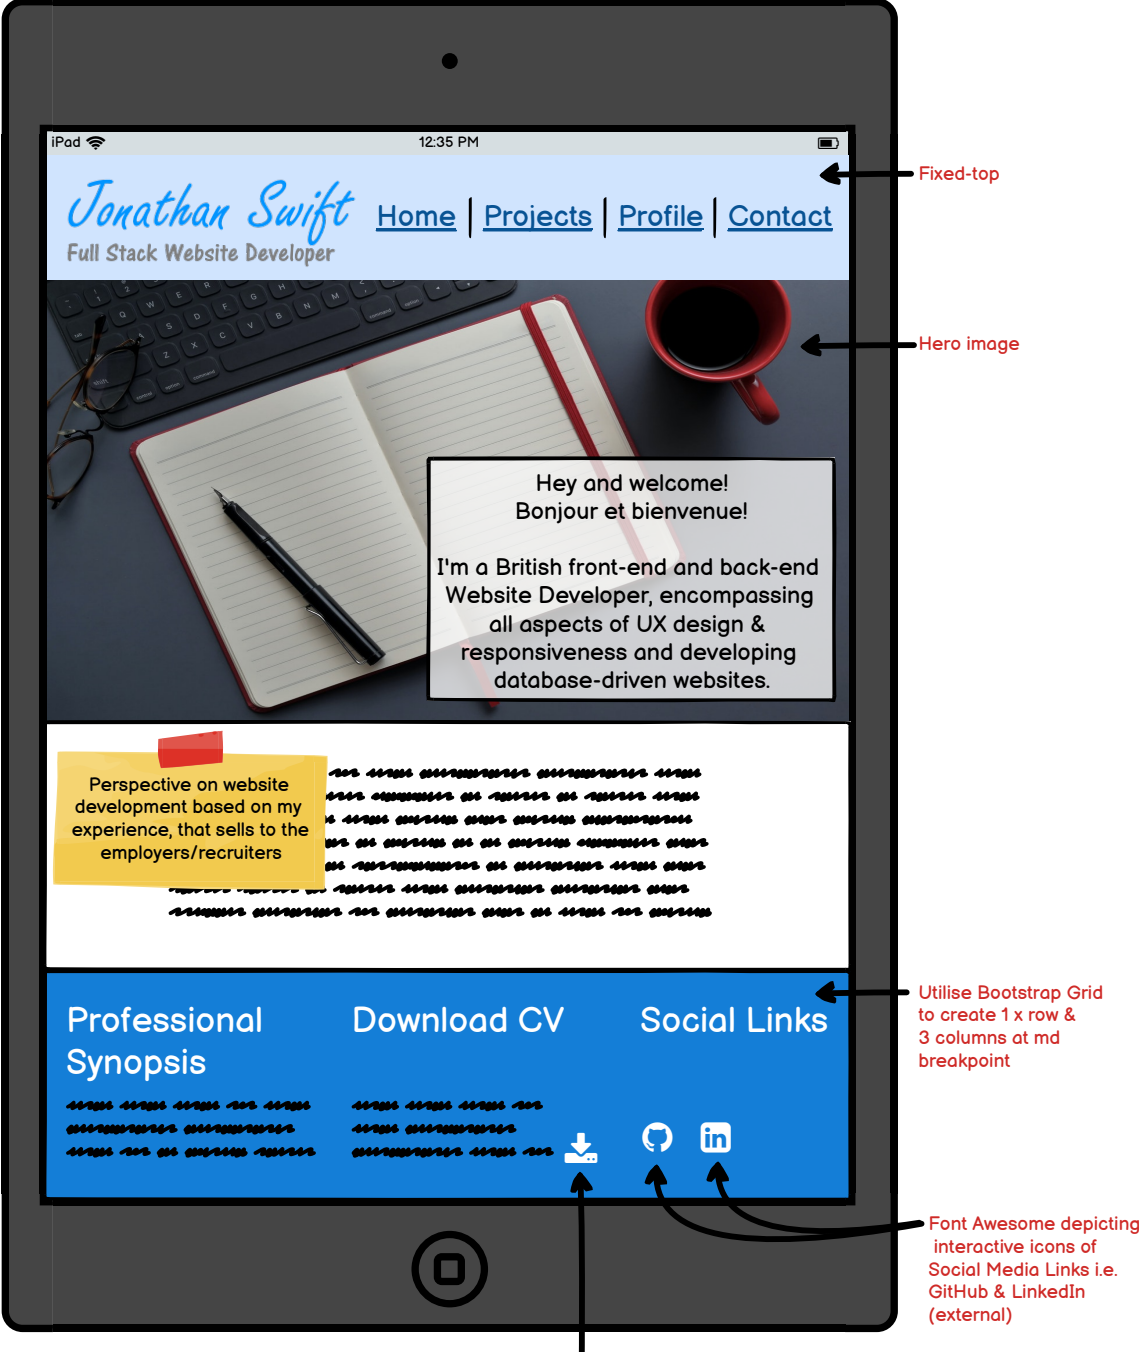 iPad
12:35 PM
Jonathan Swift
Full Stack Website Developer
Home
Projects
Profile
Contact
Fixed-top
Hero image
Hey and welcome!
Bonjour et bienvenue!
I'm a British front-end and back-end
Website Developer, encompassing
all aspects of UX design &
responsiveness and developing
database-driven websites.
Perspective on website
development based on my
experience, that sells to the
employers/recruiters
Professional
Synopsis
Download CV
Social Links
in
Utilise Bootstrap Grid
to create 1 x row &
3 columns at md
breakpoint
Font Awesome depicting
interactive icons of
Social Media Links i.e.
GitHub & LinkedIn
(external)